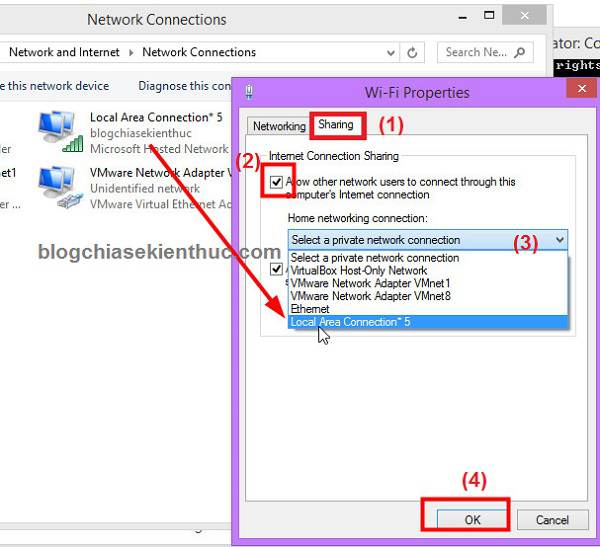 Network Connections
Network and Internet
Network Connections
Search Ne...
ator: Co
rights
e this network device
Diagnose this con
Local Area Connection* 5
blogchiasekienthuc
Microsoft Hosted Network
der
net1
VMware Network Adapter V
Unidentified network
VMware Virtual Ethernet Ad
e ...
blogchiasekienthuc.com
Wi-Fi Properties
Networking
Sharing
(1)
Internet Connection Sharing
(2)
Allow other network users to connect through this
computer's Internet connection
Home networking connection:
Select a private network connection
(3)
Select a private network connection
VirtualBox Host-Only Network
VMware Network Adapter VMnet1
VMware Network Adapter VMnet8
Ethernet
Local Area Connection* 5
(4)
OK
Cancel